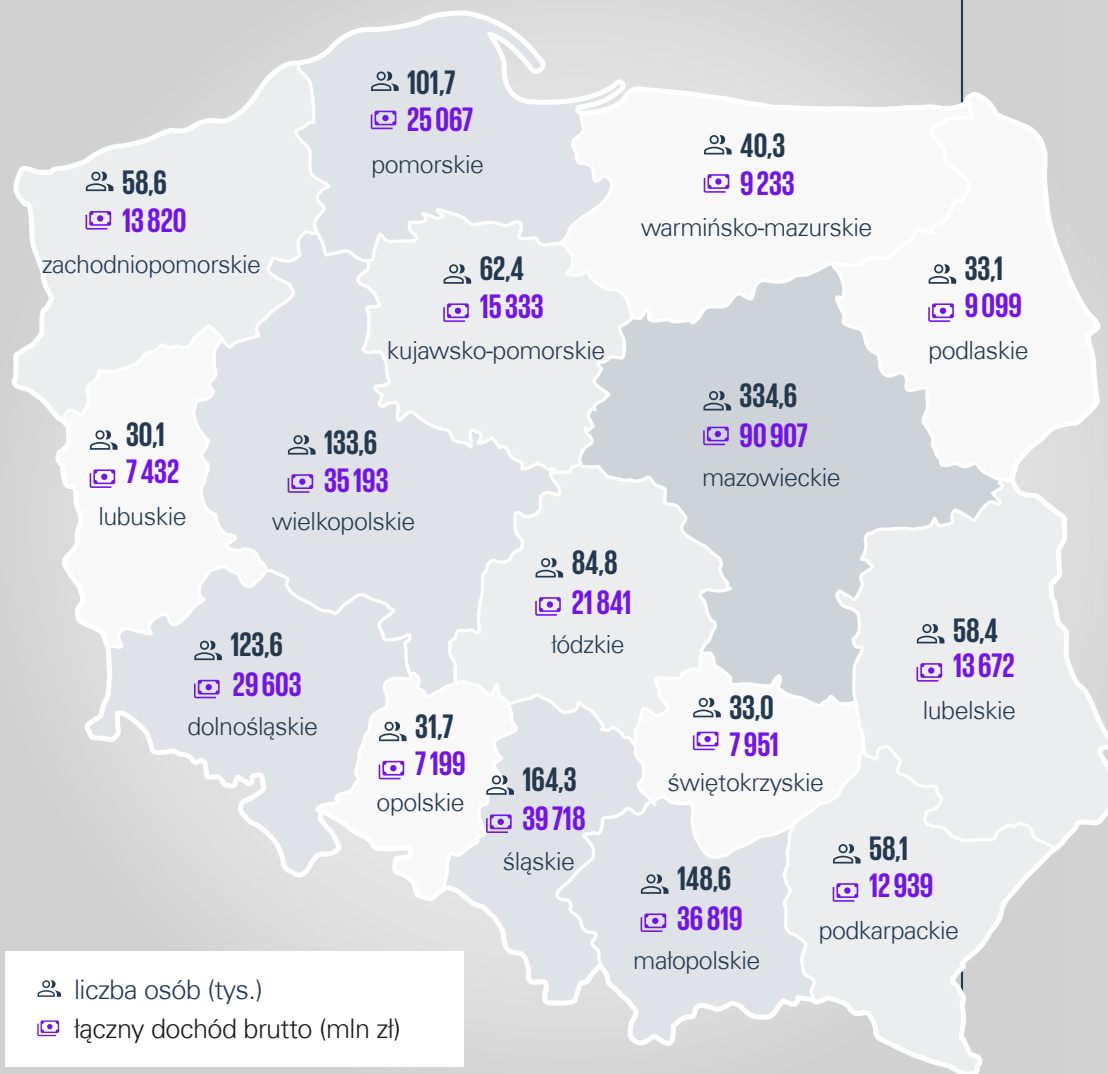 101,7
25 067
pomorskie
40,3
9 233
warmińsko-mazurskie
58,6
13 820
zachodniopomorskie
62,4
15 333
kujawsko-pomorskie
33,1
9 099
podlaskie
334,6
90 907
mazowieckie
30,1
7 432
lubuskie
133,6
35 193
wielkopolskie
84,8
21 841
łódzkie
58,4
13 672
lubelskie
123,6
29 603
dolnośląskie
31,7
7 199
opolskie
33,0
7 951
świętokrzyskie
164,3
39 718
śląskie
148,6
36 819
małopolskie
58,1
12 939
podkarpackie
liczba osób (tys.)
łączny dochód brutto (mln zł)